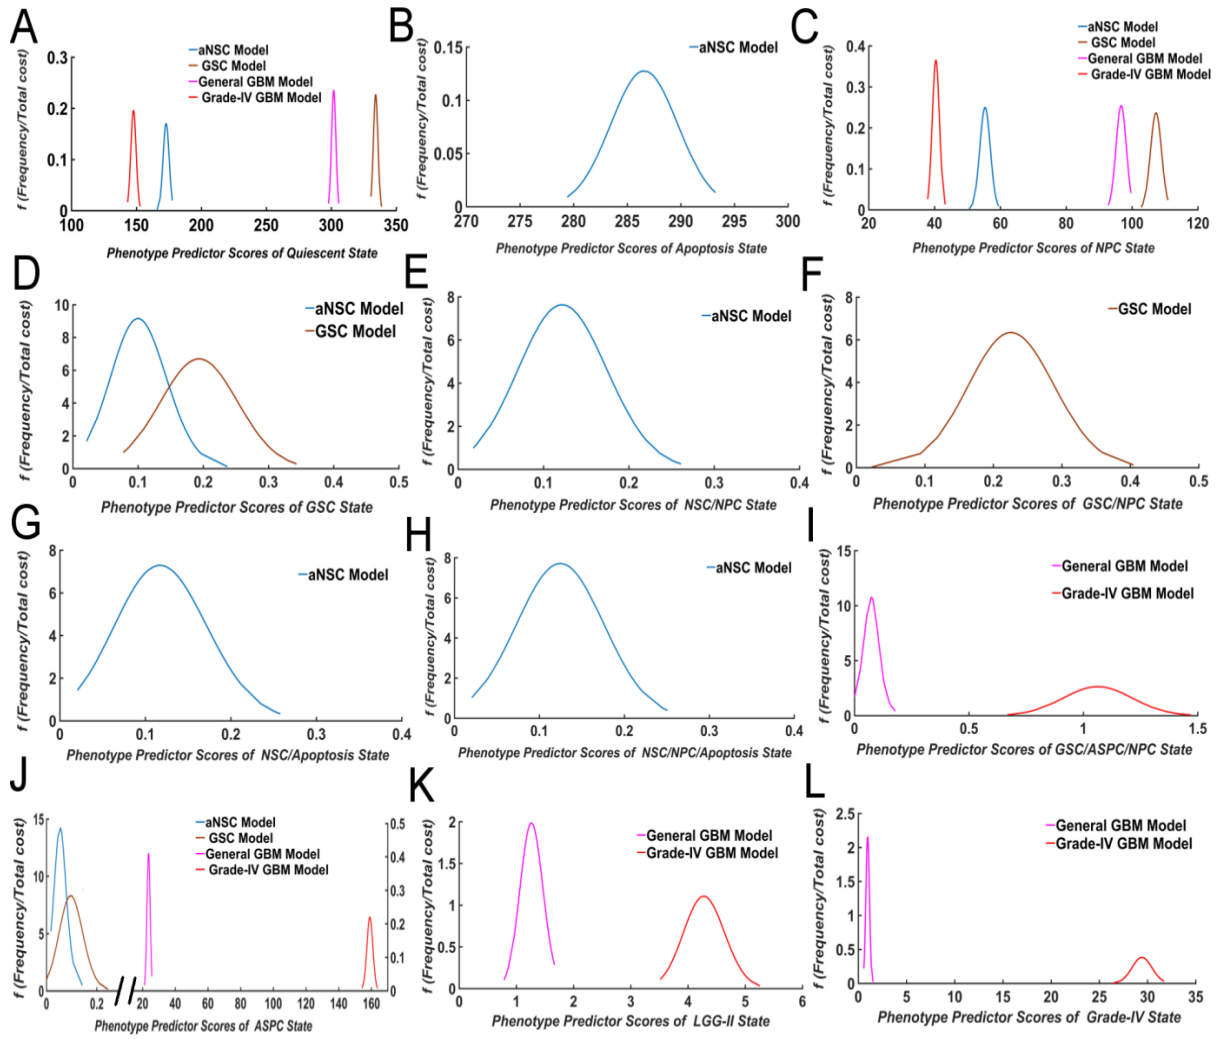 A
f (Frequency/Total cost)
0.3
0.2
0.1
0
100 150 200 250 300 350
aNSC Model
GSC Model
General GBM Model
Grade-IV GBM Model
Phenotype Predictor Scores of Quiescent State
B
f (Frequency/Total cost)
0.15
0.1
0.05
0
270 275 280 285 290 295 300
aNSC Model
Phenotype Predictor Scores of Apoptosis State
C
f (Frequency/Total cost)
0.4
0.3
0.2
0.1
0
20 40 60 80 100 120
aNSC Model
GSC Model
General GBM Model
Grade-IV GBM Model
Phenotype Predictor Scores of NPC State
D
f (Frequency/Total cost)
10
8
6
4
2
0
0 0.1 0.2 0.3 0.4 0.5
aNSC Model
GSC Model
Phenotype Predictor Scores of GSC State
E
f (Frequency/Total cost)
8
6
4
2
0
0 0.1 0.2 0.3 0.4
aNSC Model
Phenotype Predictor Scores of NSC/NPC State
F
f (Frequency/Total cost)
8
6
4
2
0
0 0.1 0.2 0.3 0.4 0.5
GSC Model
Phenotype Predictor Scores of GSC/NPC State
G
f (Frequency/Total cost)
8
6
4
2
0
0 0.1 0.2 0.3 0.4
aNSC Model
Phenotype Predictor Scores of NSC/Apoptosis State
H
f (Frequency/Total cost)
8
6
4
2
0
0 0.1 0.2 0.3 0.4
aNSC Model
Phenotype Predictor Scores of NSC/NPC/Apoptosis State
I
f (Frequency/Total cost)
15
10
5
0
0 0.5 1 1.5
General GBM Model
Grade-IV GBM Model
Phenotype Predictor Scores of GSC/ASPC/NPC State
J
f (Frequency/Total cost)
15
10
5
0
0 0.2 20 40 60 80 100 120 140 160
0.5
0.4
0.3
0.2
0.1
0
aNSC Model
GSC Model
General GBM Model
Grade-IV GBM Model
Phenotype Predictor Scores of ASPC State
K
f (Frequency/Total cost)
2
1.5
1
0.5
0
0 1 2 3 4 5 6
General GBM Model
Grade-IV GBM Model
Phenotype Predictor Scores of LGG-II State
L
f (Frequency/Total cost)
2.5
2
1.5
1
0.5
0
0 5 10 15 20 25 30 35
General GBM Model
Grade-IV GBM Model
Phenotype Predictor Scores of Grade-IV State